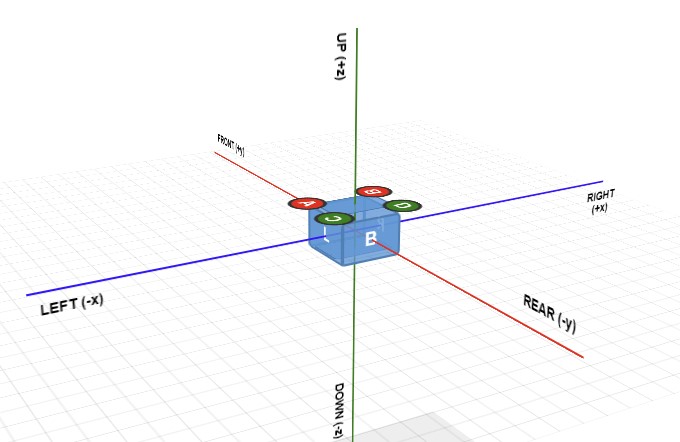 UP (+z)
FRONT (+y)
A
B
C
D
L
B
RIGHT
(+x)
LEFT (-x)
REAR (-y)
DOWN (-z)